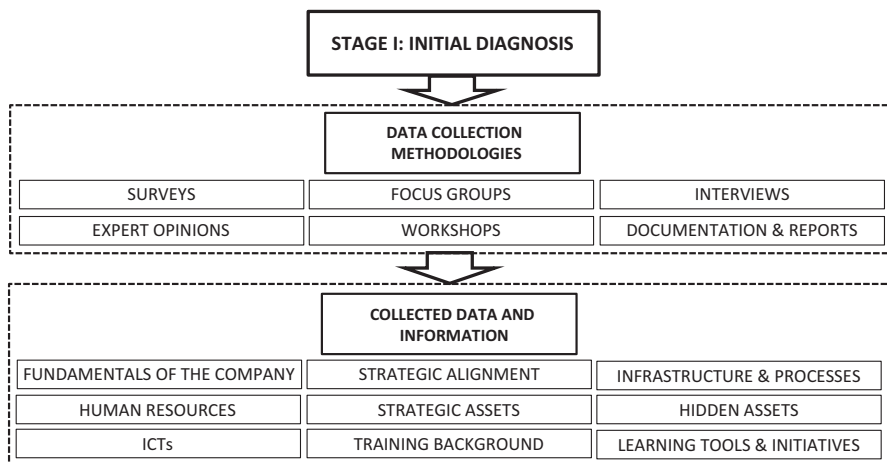 STAGE I: INITIAL DIAGNOSIS
DATA COLLECTION
METHODOLOGIES
SURVEYS
FOCUS GROUPS
INTERVIEWS
EXPERT OPINIONS
WORKSHOPS
DOCUMENTATION & REPORTS
COLLECTED DATA AND
INFORMATION
FUNDAMENTALS OF THE COMPANY
STRATEGIC ALIGNMENT
INFRASTRUCTURE & PROCESSES
HUMAN RESOURCES
STRATEGIC ASSETS
HIDDEN ASSETS
ICTs
TRAINING BACKGROUND
LEARNING TOOLS & INITIATIVES